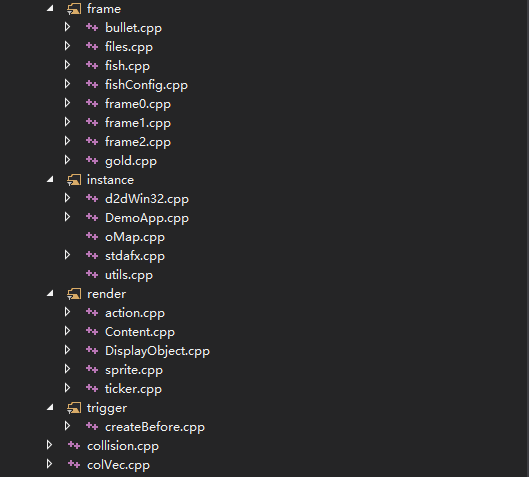 frame
bullet.cpp
files.cpp
fish.cpp
fishConfig.cpp
frame0.cpp
frame1.cpp
frame2.cpp
gold.cpp
instance
d2dWin32.cpp
DemoApp.cpp
oMap.cpp
stdafx.cpp
utils.cpp
render
action.cpp
Content.cpp
DisplayObject.cpp
sprite.cpp
ticker.cpp
trigger
createBefore.cpp
collision.cpp
colVec.cpp